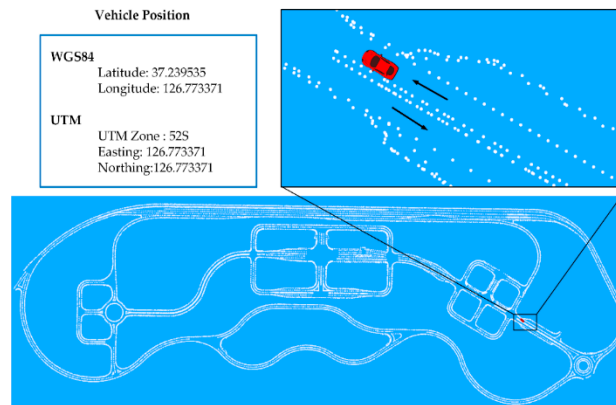 Vehicle Position
WGS84
Latitude: 37.239535
Longitude: 126.773371
UTM
UTM Zone : 52S
Easting: 126.773371
Northing:126.773371